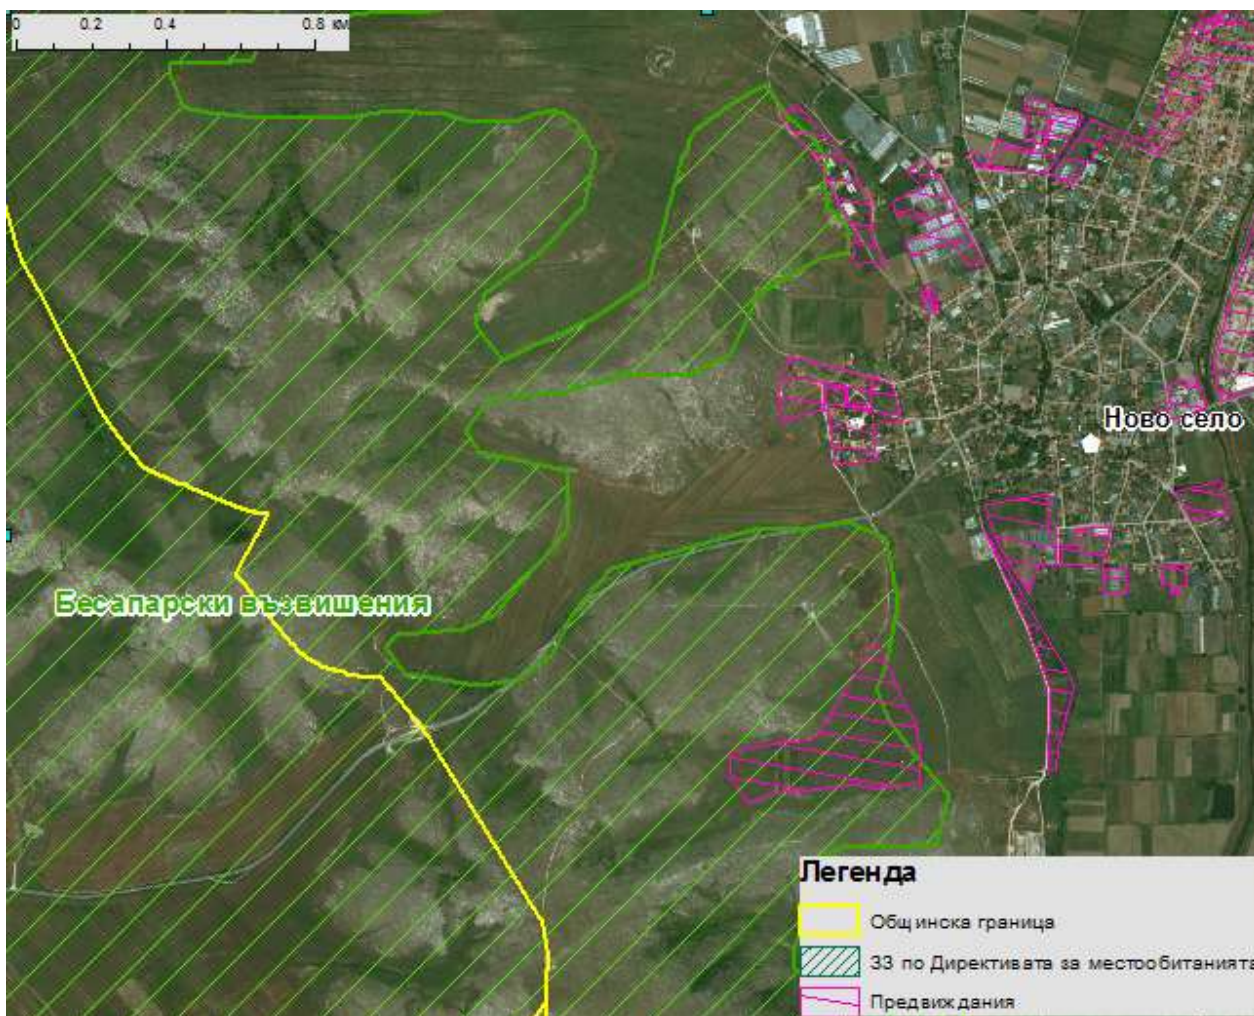 0 0.2 0.4 0.8 км
Ново село
Бесапарски възвишения
Легенда
Общинска граница
ЗЗ по Директивата за местообитанията
Предвиждания